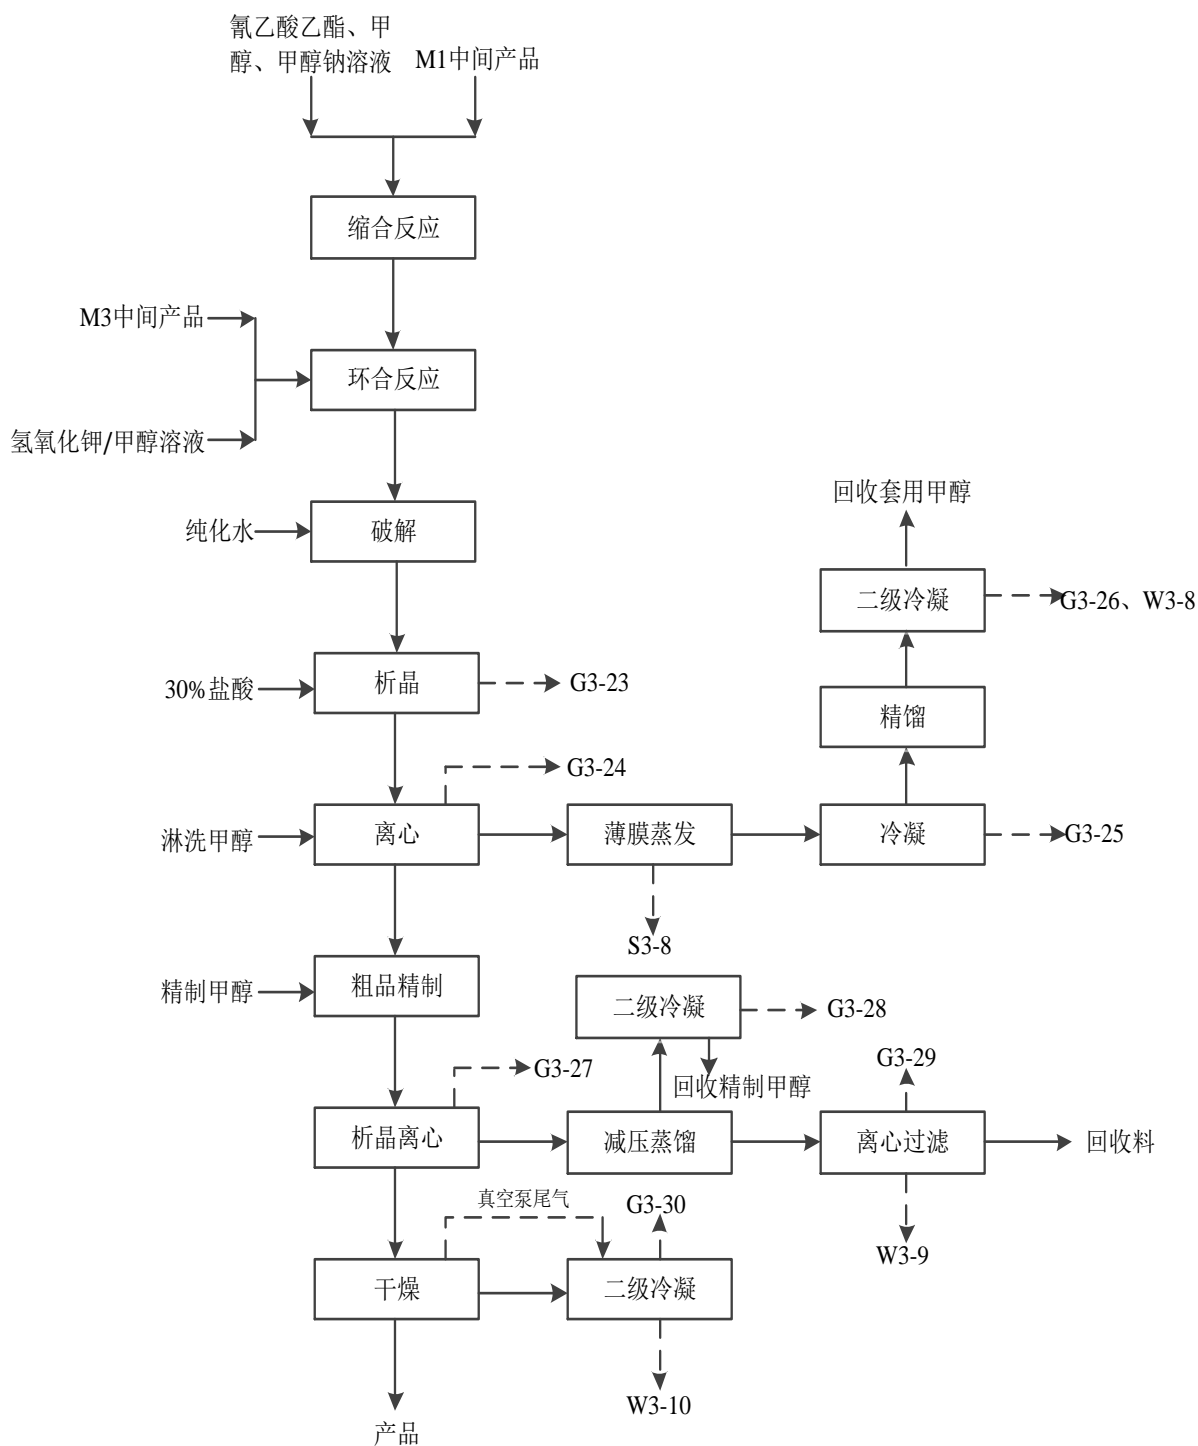 氰乙酸乙酯、甲
醇、甲醇钠溶液
M1中间产品
缩合反应
M3中间产品
环合反应
氢氧化钾/甲醇溶液
回收套用甲醇
纯化水
破解
二级冷凝
G3-26、W3-8
析晶
G3-23
30%盐酸
精馏
G3-24
淋洗甲醇
离心
薄膜蒸发
冷凝
G3-25
S3-8
精制甲醇
粗品精制
二级冷凝
G3-28
G3-27
回收精制甲醇
G3-29
析晶离心
减压蒸馏
离心过滤
回收料
真空泵尾气
G3-30
W3-9
干燥
二级冷凝
W3-10
产品